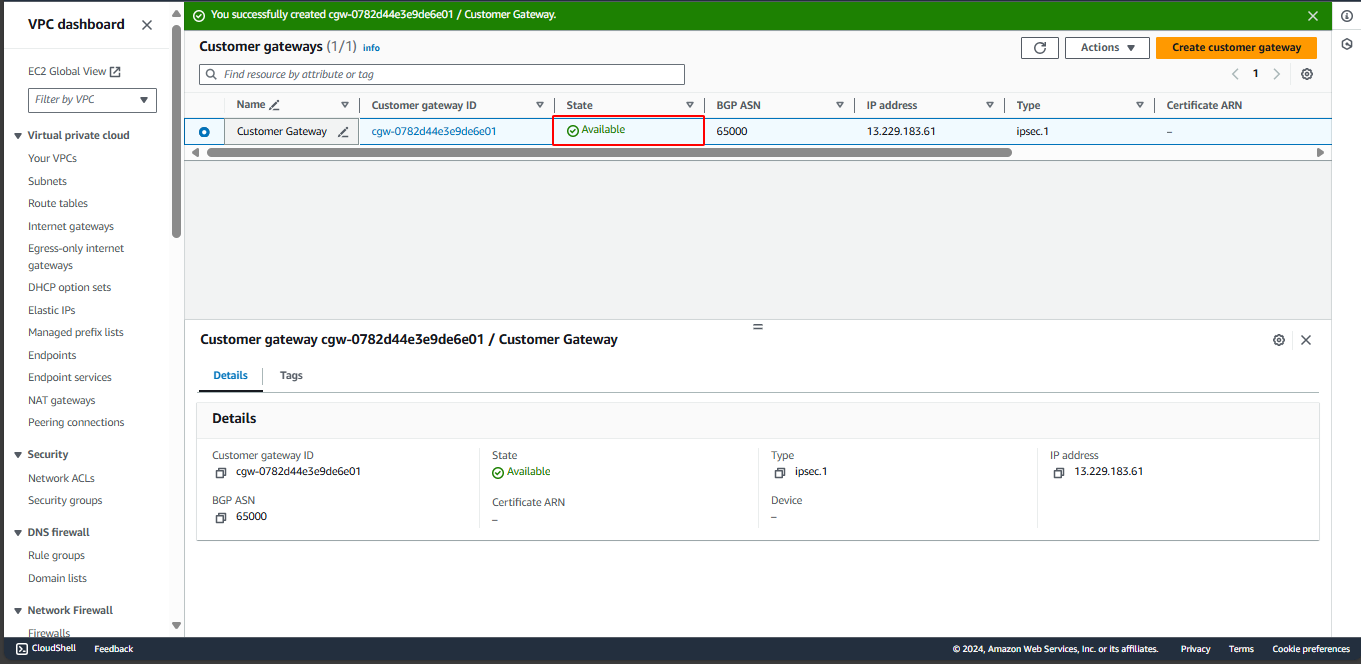 VPC dashboard
EC2 Global View
Filter by VPC
Virtual private cloud
Your VPCs
Subnets
Route tables
Internet gateways
Egress-only internet
gateways
DHCP option sets
Elastic IPs
Managed prefix lists
Endpoints
Endpoint services
NAT gateways
Peering connections
Security
Network ACLs
Security groups
DNS firewall
Rule groups
Domain lists
Network Firewall
Firewalls
You successfully created cgw-0782d44e3e9de6e01 / Customer Gateway.
Customer gateways (1/1) info
Actions
Create customer gateway
Find resource by attribute or tag
1
Name Customer gateway ID State BGP ASN IP address Type Certificate ARN
Customer Gateway cgw-0782d44e3e9de6e01 Available 65000 13.229.183.61 ipsec.1 –
Customer gateway cgw-0782d44e3e9de6e01 / Customer Gateway
Details Tags
Details
Customer gateway ID
cgw-0782d44e3e9de6e01
State
Available
Type
ipsec.1
IP address
13.229.183.61
BGP ASN
65000
Certificate ARN
–
Device
–
CloudShell Feedback © 2024, Amazon Web Services, Inc. or its affiliates. Privacy Terms Cookie preferences